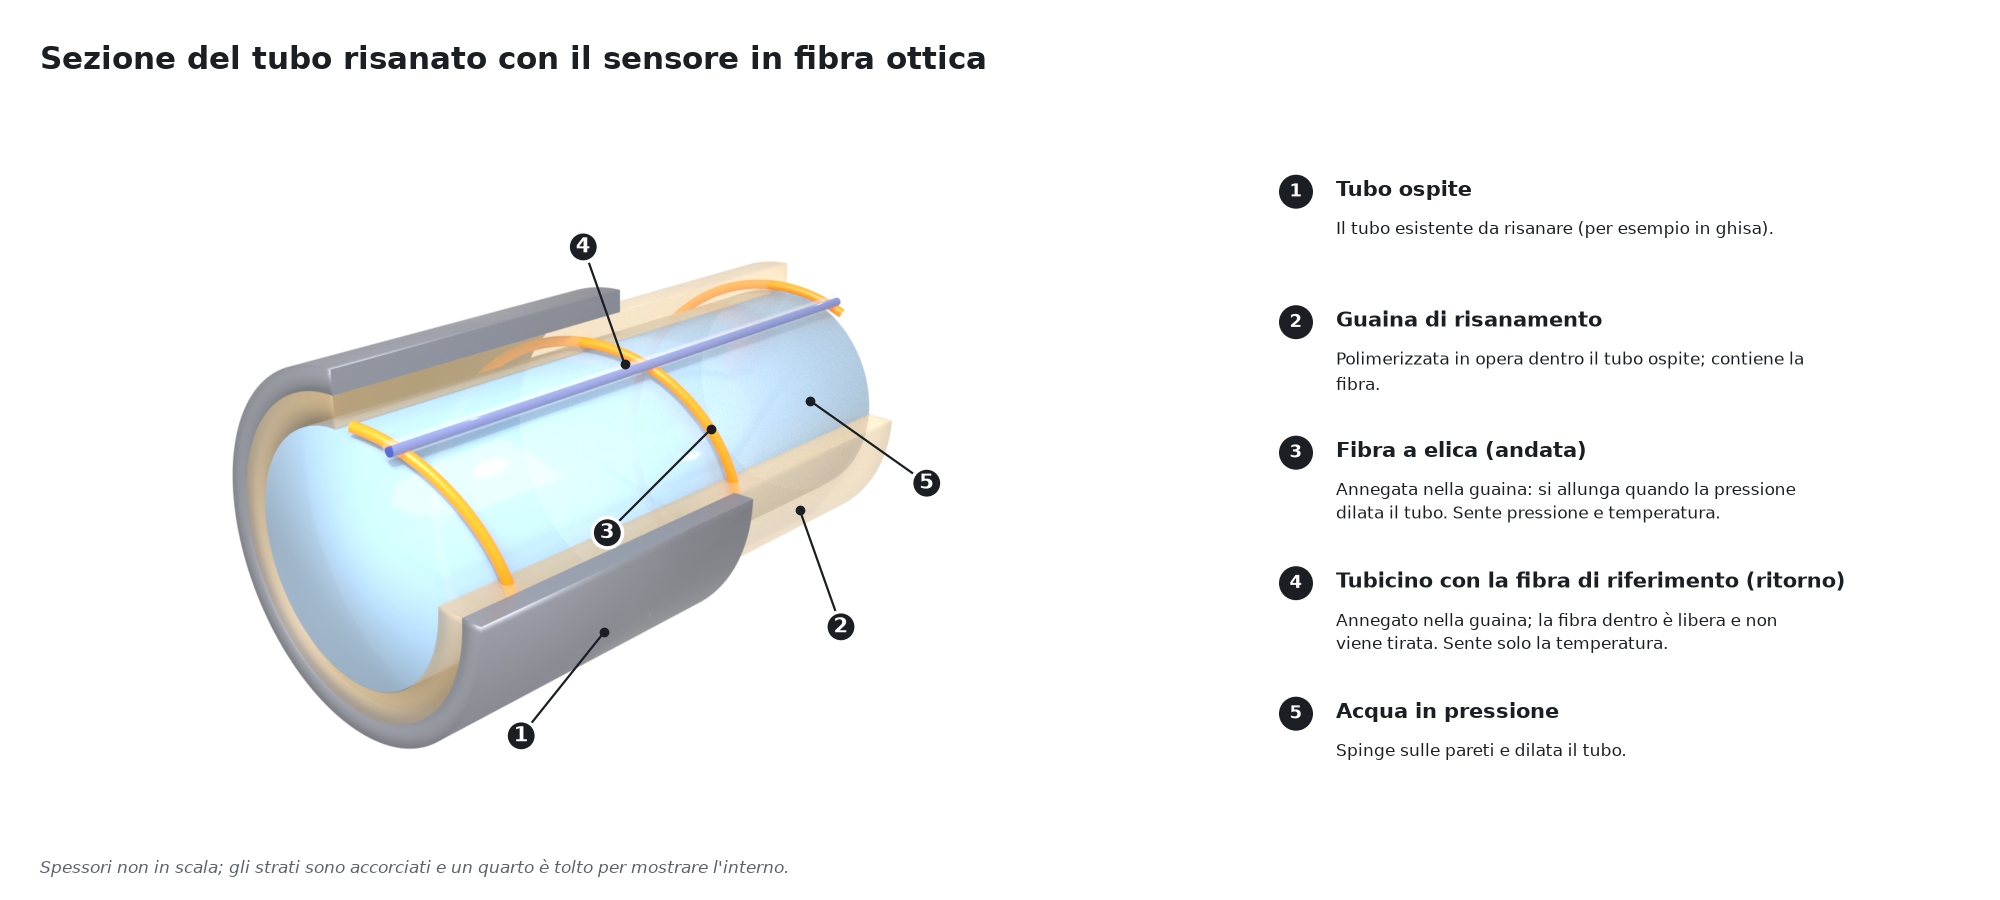 Sezione del tubo risanato con il sensore in fibra ottica
4
3
5
2
1
1 Tubo ospite
Il tubo esistente da risanare (per esempio in ghisa).
2 Guaina di risanamento
Polimerizzata in opera dentro il tubo ospite; contiene la
fibra.
3 Fibra a elica (andata)
Annegata nella guaina: si allunga quando la pressione
dilata il tubo. Sente pressione e temperatura.
4 Tubicino con la fibra di riferimento (ritorno)
Annegato nella guaina; la fibra dentro è libera e non
viene tirata. Sente solo la temperatura.
5 Acqua in pressione
Spinge sulle pareti e dilata il tubo.
Spessori non in scala; gli strati sono accorciati e un quarto è tolto per mostrare l'interno.